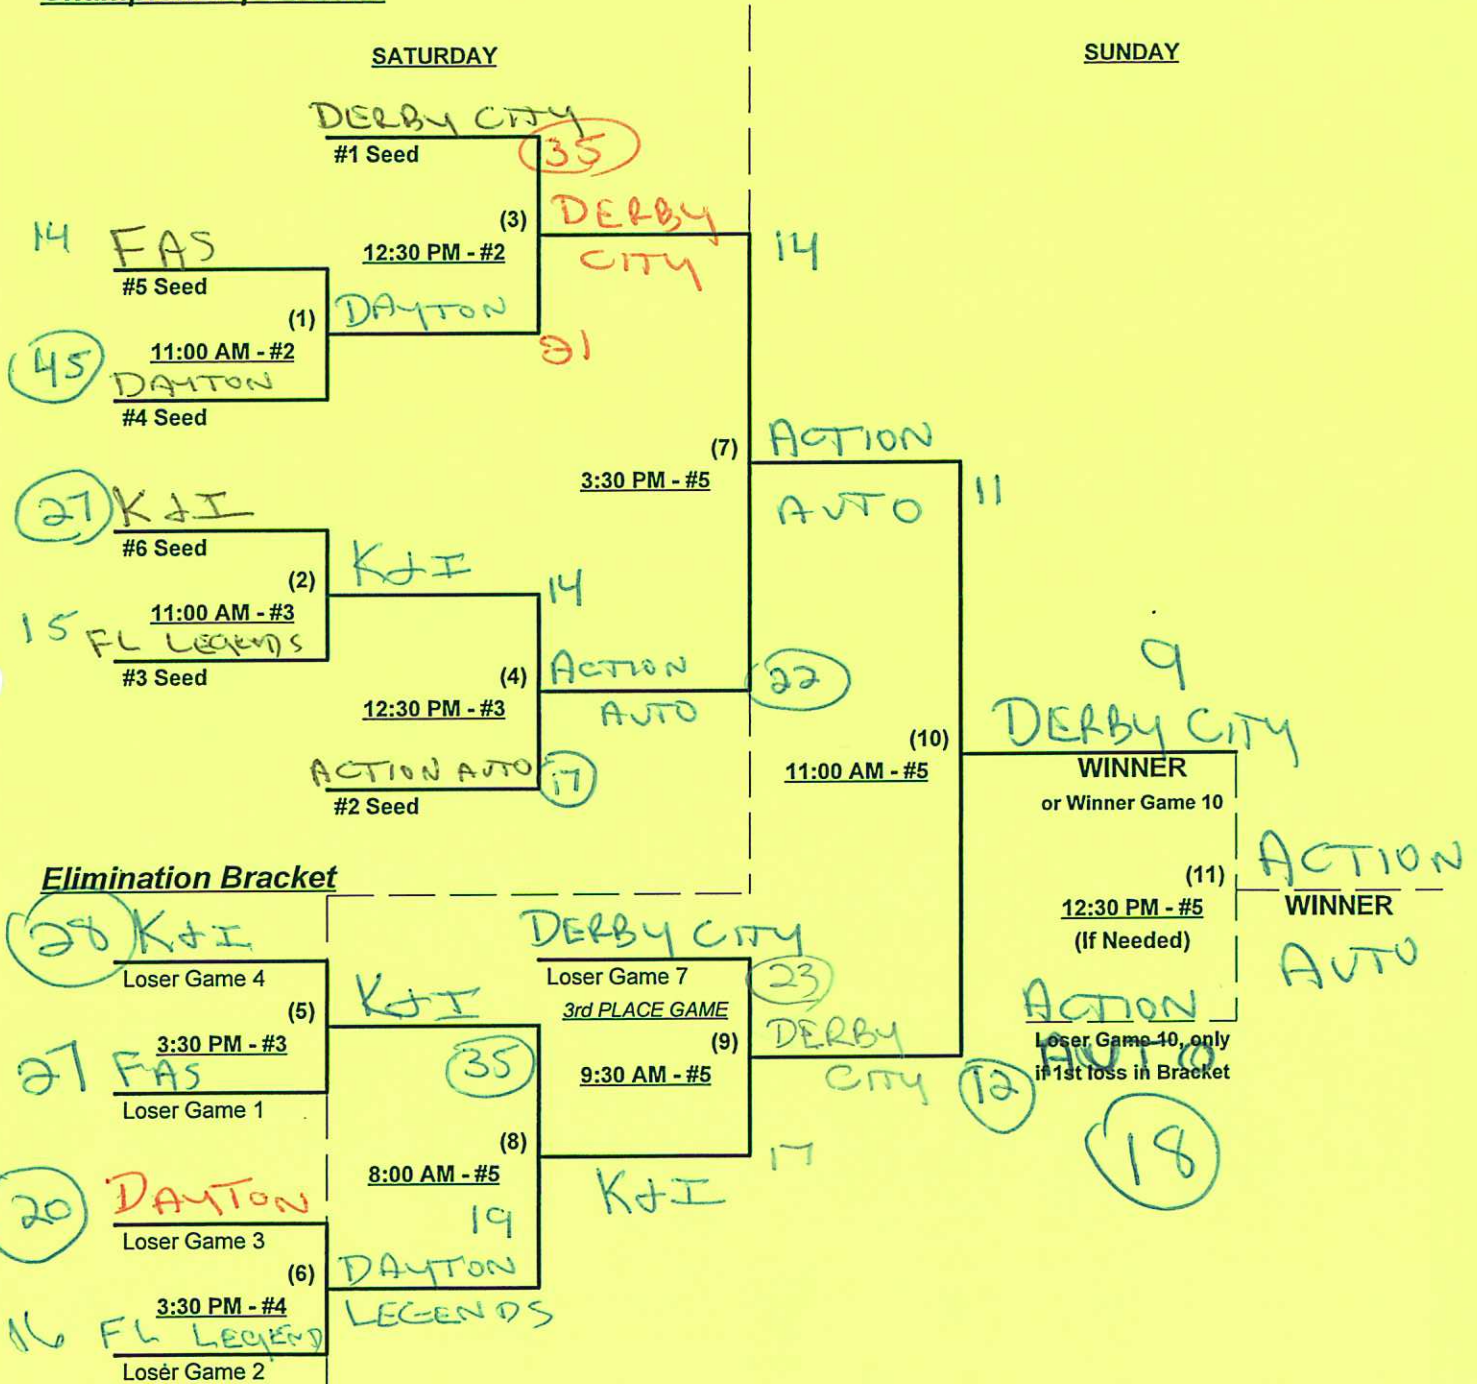 SATURDAY
SUNDAY
DERBY CITY
#1 Seed
35
(3)
12:30 PM - #2
DERBY
CITY
14
14 FAS
#5 Seed
(1)
11:00 AM - #2
DAYTON
21
45
DAYTON
#4 Seed
(7)
3:30 PM - #5
ACTION
AUTO
11
27 K&I
#6 Seed
(2)
11:00 AM - #3
K&I
14
15 FL LEGENDS
#3 Seed
(4)
12:30 PM - #3
ACTION
AUTO
22
ACTION AUTO
17
#2 Seed
(10)
11:00 AM - #5
9
DERBY CITY
WINNER
or Winner Game 10
(11)
12:30 PM - #5
(If Needed)
ACTION
WINNER
AUTO
ACTION
AUTO
Loser Game 10, only
if 1st loss in Bracket
18
Elimination Bracket
28 K&I
Loser Game 4
(5)
3:30 PM - #3
K&I
35
27 FAS
Loser Game 1
DERBY CITY
Loser Game 7
23
3rd PLACE GAME
(9)
9:30 AM - #5
DERBY
CITY
12
(8)
8:00 AM - #5
K&I
17
20 DAYTON
Loser Game 3
(6)
3:30 PM - #4
19
DAYTON
LEGENDS
16 FL LEGEND
Loser Game 2